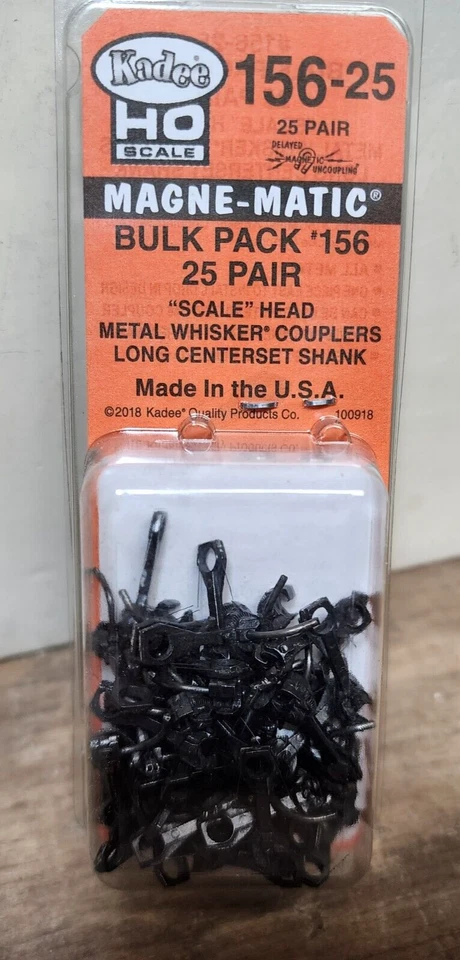 Kadee®
HO
SCALE
156-25
25 PAIR
DELAYED
MAGNETIC
UNCOUPLING
MAGNE-MATIC®
BULK PACK #156
25 PAIR
“SCALE” HEAD
METAL WHISKER® COUPLERS
LONG CENTERSET SHANK
Made In the U.S.A.
©2018 Kadee® Quality Products Co. 100918